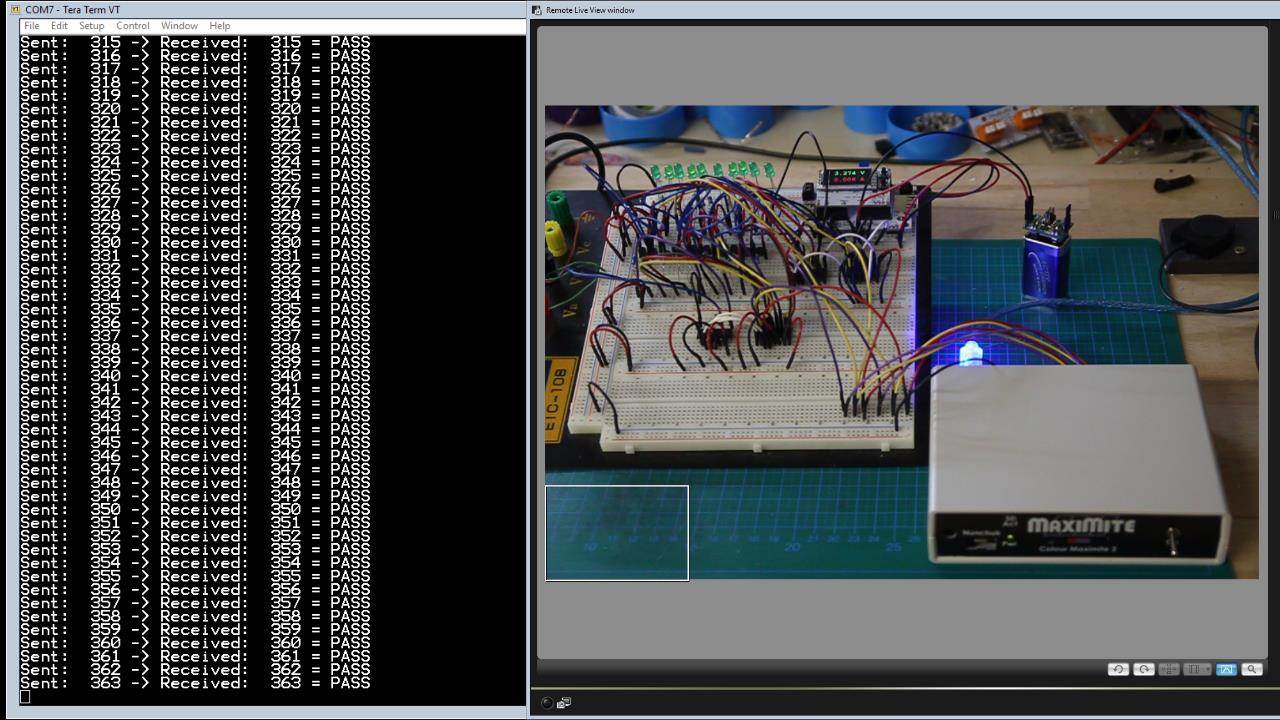 COM7 - Tera Term VT
File Edit Setup Control Window Help
Sent: 315 -> Received: 315 = PASS
Sent: 316 -> Received: 316 = PASS
Sent: 317 -> Received: 317 = PASS
Sent: 318 -> Received: 318 = PASS
Sent: 319 -> Received: 319 = PASS
Sent: 320 -> Received: 320 = PASS
Sent: 321 -> Received: 321 = PASS
Sent: 322 -> Received: 322 = PASS
Sent: 323 -> Received: 323 = PASS
Sent: 324 -> Received: 324 = PASS
Sent: 325 -> Received: 325 = PASS
Sent: 326 -> Received: 326 = PASS
Sent: 327 -> Received: 327 = PASS
Sent: 328 -> Received: 328 = PASS
Sent: 329 -> Received: 329 = PASS
Sent: 330 -> Received: 330 = PASS
Sent: 331 -> Received: 331 = PASS
Sent: 332 -> Received: 332 = PASS
Sent: 333 -> Received: 333 = PASS
Sent: 334 -> Received: 334 = PASS
Sent: 335 -> Received: 335 = PASS
Sent: 336 -> Received: 336 = PASS
Sent: 337 -> Received: 337 = PASS
Sent: 338 -> Received: 338 = PASS
Sent: 339 -> Received: 339 = PASS
Sent: 340 -> Received: 340 = PASS
Sent: 341 -> Received: 341 = PASS
Sent: 342 -> Received: 342 = PASS
Sent: 343 -> Received: 343 = PASS
Sent: 344 -> Received: 344 = PASS
Sent: 345 -> Received: 345 = PASS
Sent: 346 -> Received: 346 = PASS
Sent: 347 -> Received: 347 = PASS
Sent: 348 -> Received: 348 = PASS
Sent: 349 -> Received: 349 = PASS
Sent: 350 -> Received: 350 = PASS
Sent: 351 -> Received: 351 = PASS
Sent: 352 -> Received: 352 = PASS
Sent: 353 -> Received: 353 = PASS
Sent: 354 -> Received: 354 = PASS
Sent: 355 -> Received: 355 = PASS
Sent: 356 -> Received: 356 = PASS
Sent: 357 -> Received: 357 = PASS
Sent: 358 -> Received: 358 = PASS
Sent: 359 -> Received: 359 = PASS
Sent: 360 -> Received: 360 = PASS
Sent: 361 -> Received: 361 = PASS
Sent: 362 -> Received: 362 = PASS
Sent: 363 -> Received: 363 = PASS
Remote Live View window
3.274 V
Va
EIC-108
10 20 25
Nunchuk
Pwr
MAXIMITE
Colour Maximite 2